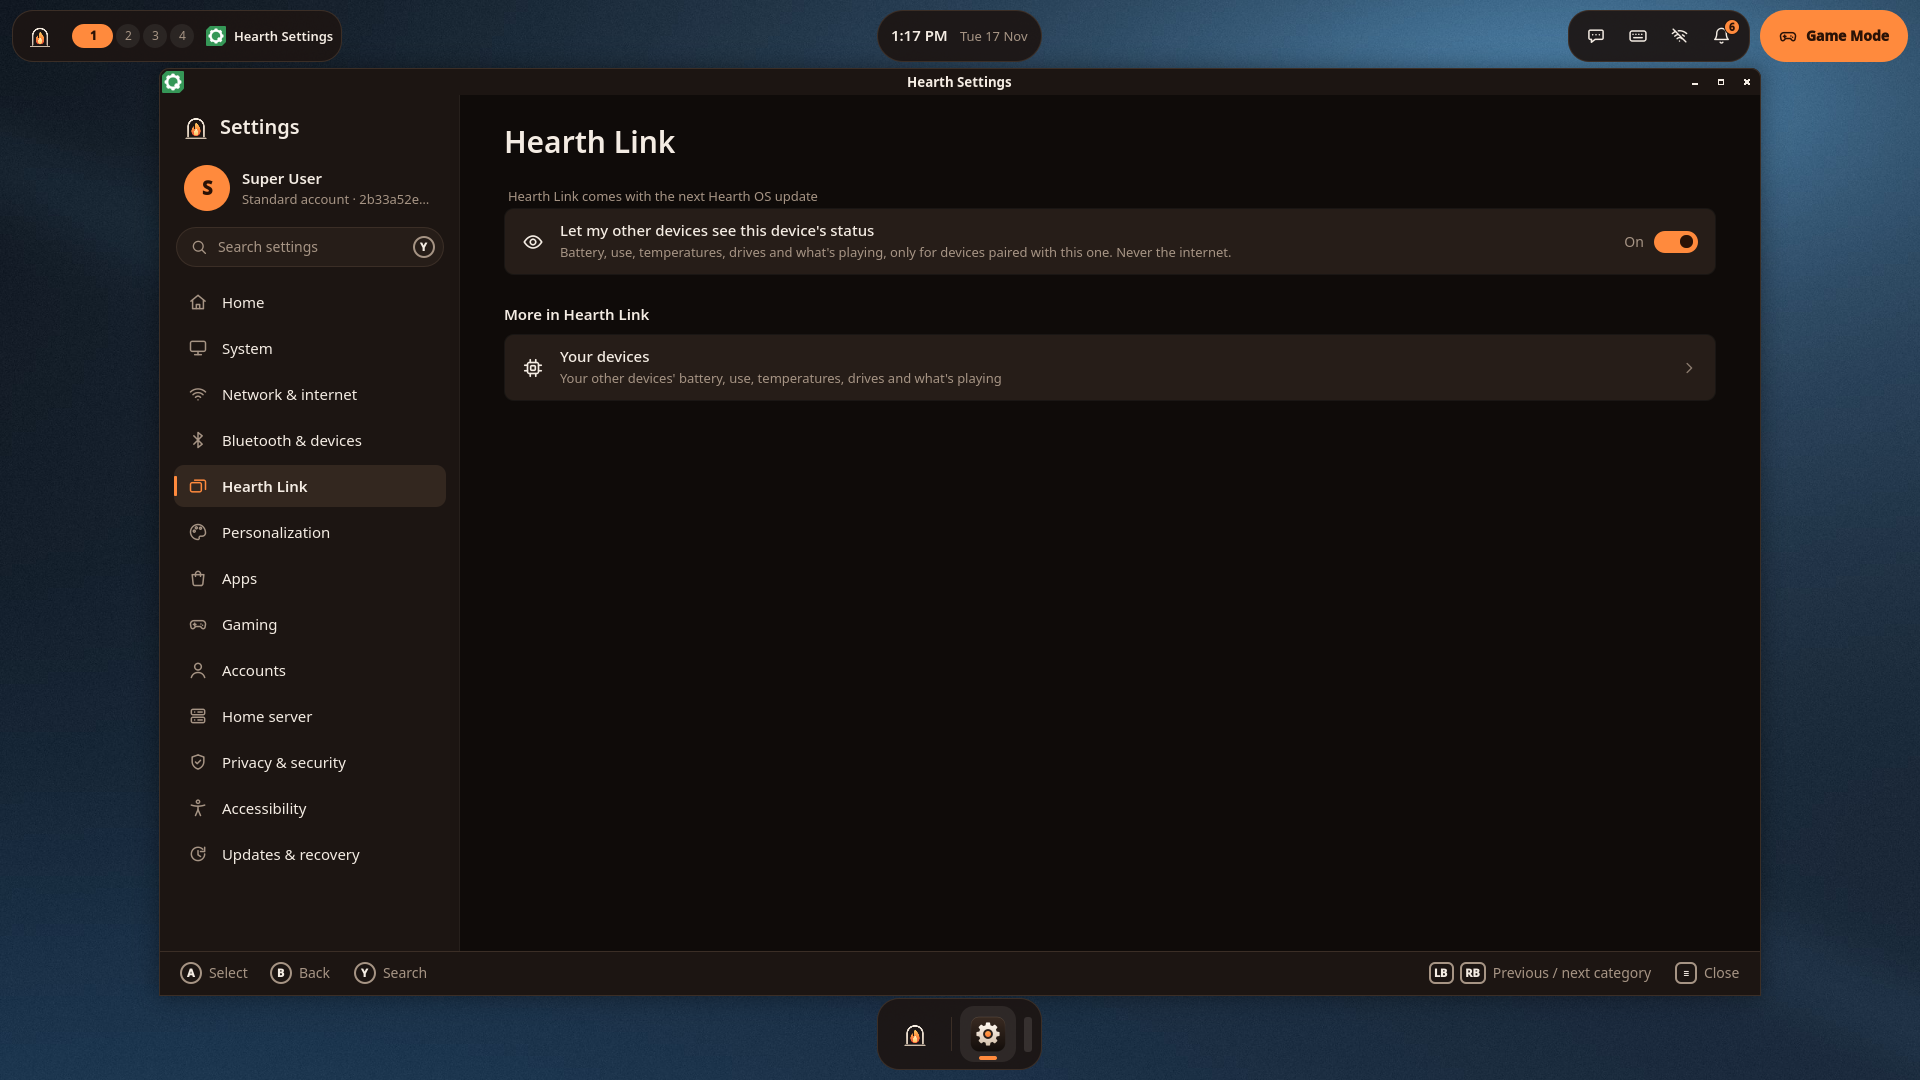 1 2 3 4 Hearth Settings
1:17 PM Tue 17 Nov
6
Game Mode
Hearth Settings
Settings
S
Super User
Standard account · 2b33a52e...
Search settings Y
Home
System
Network & internet
Bluetooth & devices
Hearth Link
Personalization
Apps
Gaming
Accounts
Home server
Privacy & security
Accessibility
Updates & recovery
Hearth Link
Hearth Link comes with the next Hearth OS update
Let my other devices see this device's status
Battery, use, temperatures, drives and what's playing, only for devices paired with this one. Never the internet.
On
More in Hearth Link
Your devices
Your other devices' battery, use, temperatures, drives and what's playing
A Select B Back Y Search
LB RB Previous / next category ≡ Close